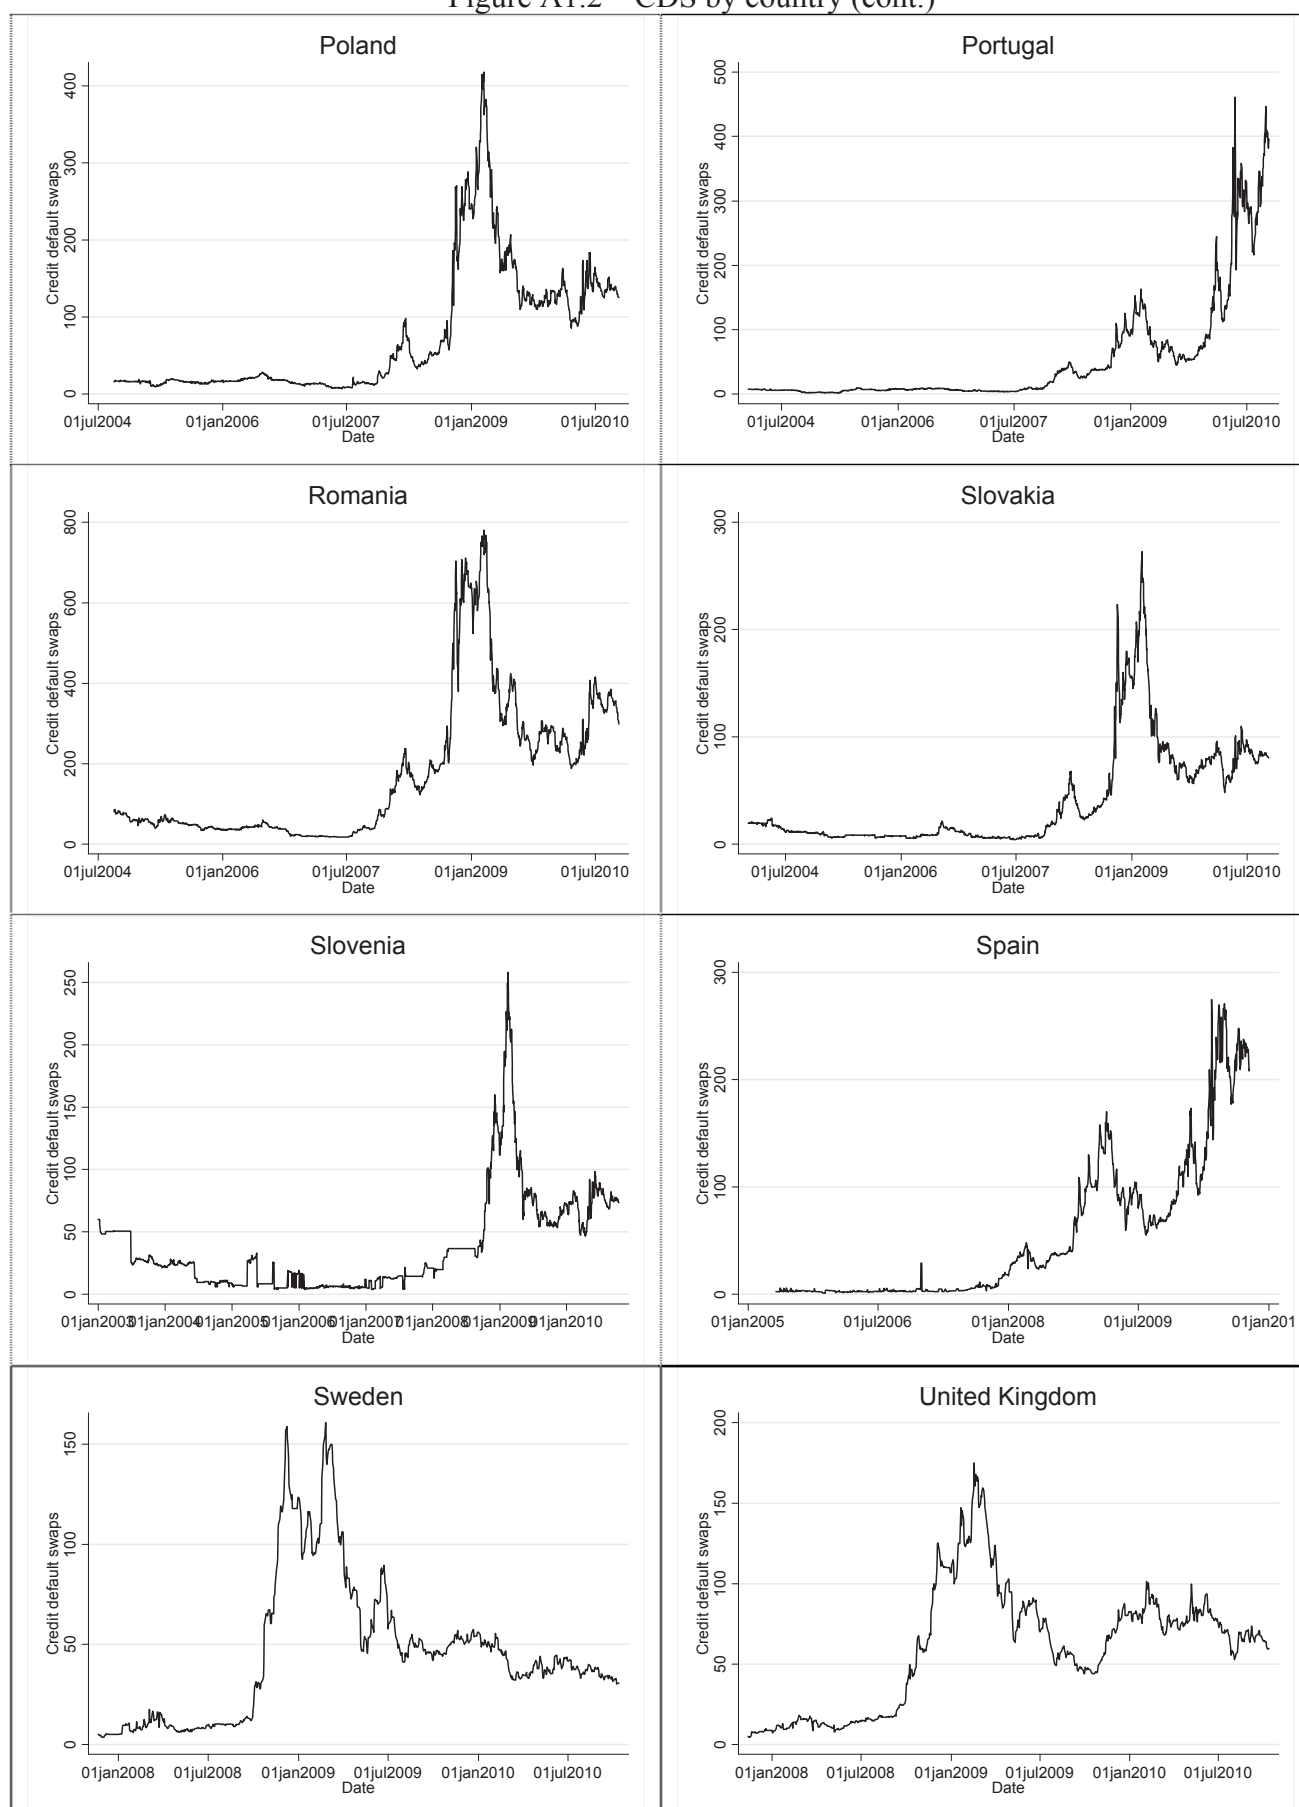 Figure A1.2 – CDS by country (cont.)
Poland
Credit default swaps
400
300
200
100
0
01jul2004 01jan2006 01jul2007 01jan2009 01jul2010
Date
Portugal
Credit default swaps
500
400
300
200
100
0
01jul2004 01jan2006 01jul2007 01jan2009 01jul2010
Date
Romania
Credit default swaps
800
600
400
200
0
01jul2004 01jan2006 01jul2007 01jan2009 01jul2010
Date
Slovakia
Credit default swaps
300
200
100
0
01jul2004 01jan2006 01jul2007 01jan2009 01jul2010
Date
Slovenia
Credit default swaps
250
200
150
100
50
0
01jan2003 01jan2004 01jan2005 01jan2006 01jan2007 01jan2008 01jan2009 01jan2010
Date
Spain
Credit default swaps
300
200
100
0
01jan2005 01jul2006 01jan2008 01jul2009 01jan201
Date
Sweden
Credit default swaps
150
100
50
0
01jan2008 01jul2008 01jan2009 01jul2009 01jan2010 01jul2010
Date
United Kingdom
Credit default swaps
200
150
100
50
0
01jan2008 01jul2008 01jan2009 01jul2009 01jan2010 01jul2010
Date